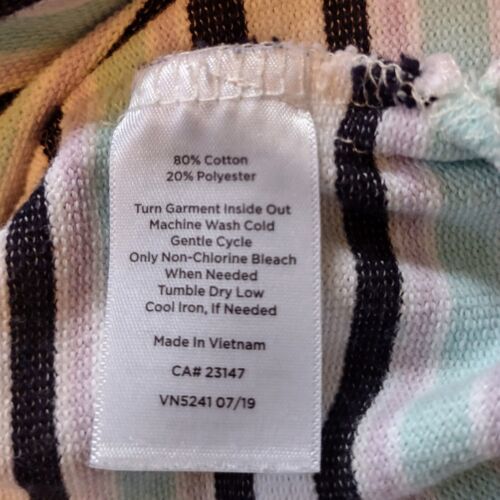 80% Cotton
20% Polyester
Turn Garment Inside Out
Machine Wash Cold
Gentle Cycle
Only Non-Chlorine Bleach
When Needed
Tumble Dry Low
Cool Iron, If Needed
Made In Vietnam
CA# 23147
VN5241 07/19